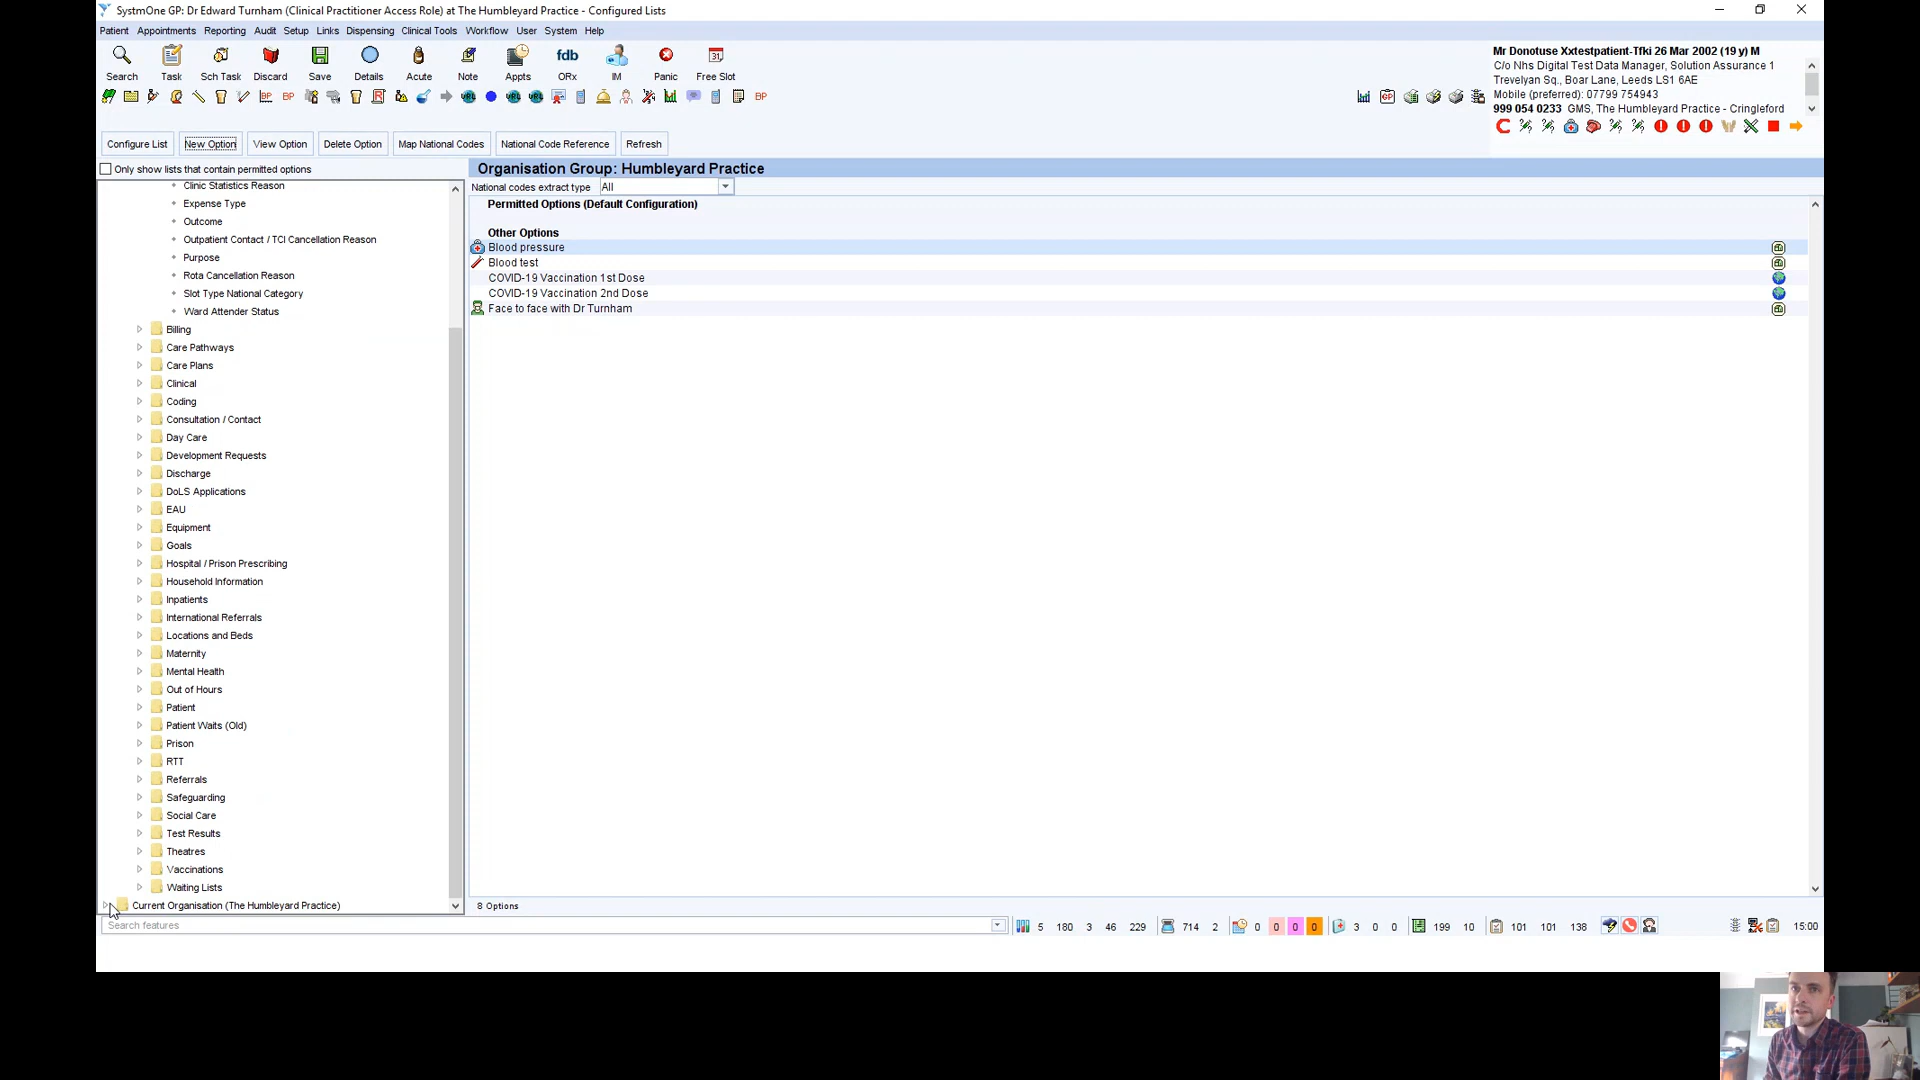 SystmOne GP: Dr Edward Turnham (Clinical Practitioner Access Role) at The Humbleyard Practice - Configured Lists
Patient Appointments Reporting Audit Setup Links Dispensing Clinical Tools Workflow User System Help
fdb 31
Search Task Sch Task Discard Save Details Acute Note Appts ORx IM Panic Free Slot
BP BP R URL URL URL BP
Mr Donotuse Xxtestpatient-Tfki 26 Mar 2002 (19 y) M
C/o Nhs Digital Test Data Manager, Solution Assurance 1
Trevelyan Sq., Boar Lane, Leeds LS1 6AE
Mobile (preferred): 07799 754943
999 054 0233 GMS, The Humbleyard Practice - Cringleford
Configure List New Option View Option Delete Option Map National Codes National Code Reference Refresh
Only show lists that contain permitted options
Clinic Statistics Reason
Expense Type
Outcome
Outpatient Contact / TCI Cancellation Reason
Purpose
Rota Cancellation Reason
Slot Type National Category
Ward Attender Status
Billing
Care Pathways
Care Plans
Clinical
Coding
Consultation / Contact
Day Care
Development Requests
Discharge
DoLS Applications
EAU
Equipment
Goals
Hospital / Prison Prescribing
Household Information
Inpatients
International Referrals
Locations and Beds
Maternity
Mental Health
Out of Hours
Patient
Patient Waits (Old)
Prison
RTT
Referrals
Safeguarding
Social Care
Test Results
Theatres
Vaccinations
Waiting Lists
Current Organisation (The Humbleyard Practice)
Organisation Group: Humbleyard Practice
National codes extract type All
Permitted Options (Default Configuration)
Other Options
Blood pressure
Blood test
COVID-19 Vaccination 1st Dose
COVID-19 Vaccination 2nd Dose
Face to face with Dr Turnham
8 Options
Search features
5 180 3 46 229 714 2 0 0 0 0 3 0 0 199 10 101 101 138 15:00